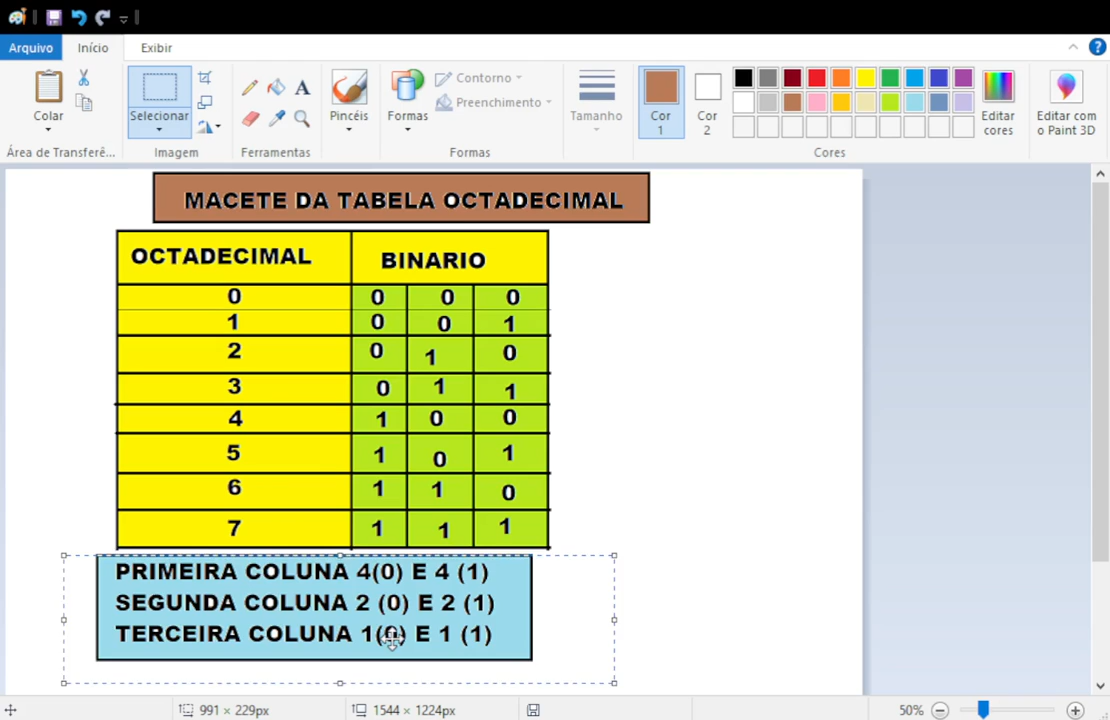 Arquivo Início Exibir
Colar
Selecionar
Pincéis
Formas
Contorno
Preenchimento
Tamanho
Cor 1
Cor 2
Editar cores
Editar com o Paint 3D
Área de Transferê... Imagem Ferramentas Formas Cores
MACETE DA TABELA OCTADECIMAL
OCTADECIMAL BINARIO
0 0 0 0
1 0 0 1
2 0 1 0
3 0 1 1
4 1 0 0
5 1 0 1
6 1 1 0
7 1 1 1
PRIMEIRA COLUNA 4(0) E 4 (1)
SEGUNDA COLUNA 2 (0) E 2 (1)
TERCEIRA COLUNA 1(0) E 1 (1)
991 × 229px 1544 × 1224px 50%